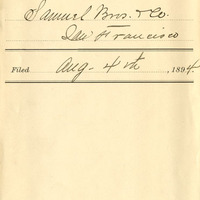 Samuel Bros. & Co.
San Francisco
Filed Aug - 4th, 1894